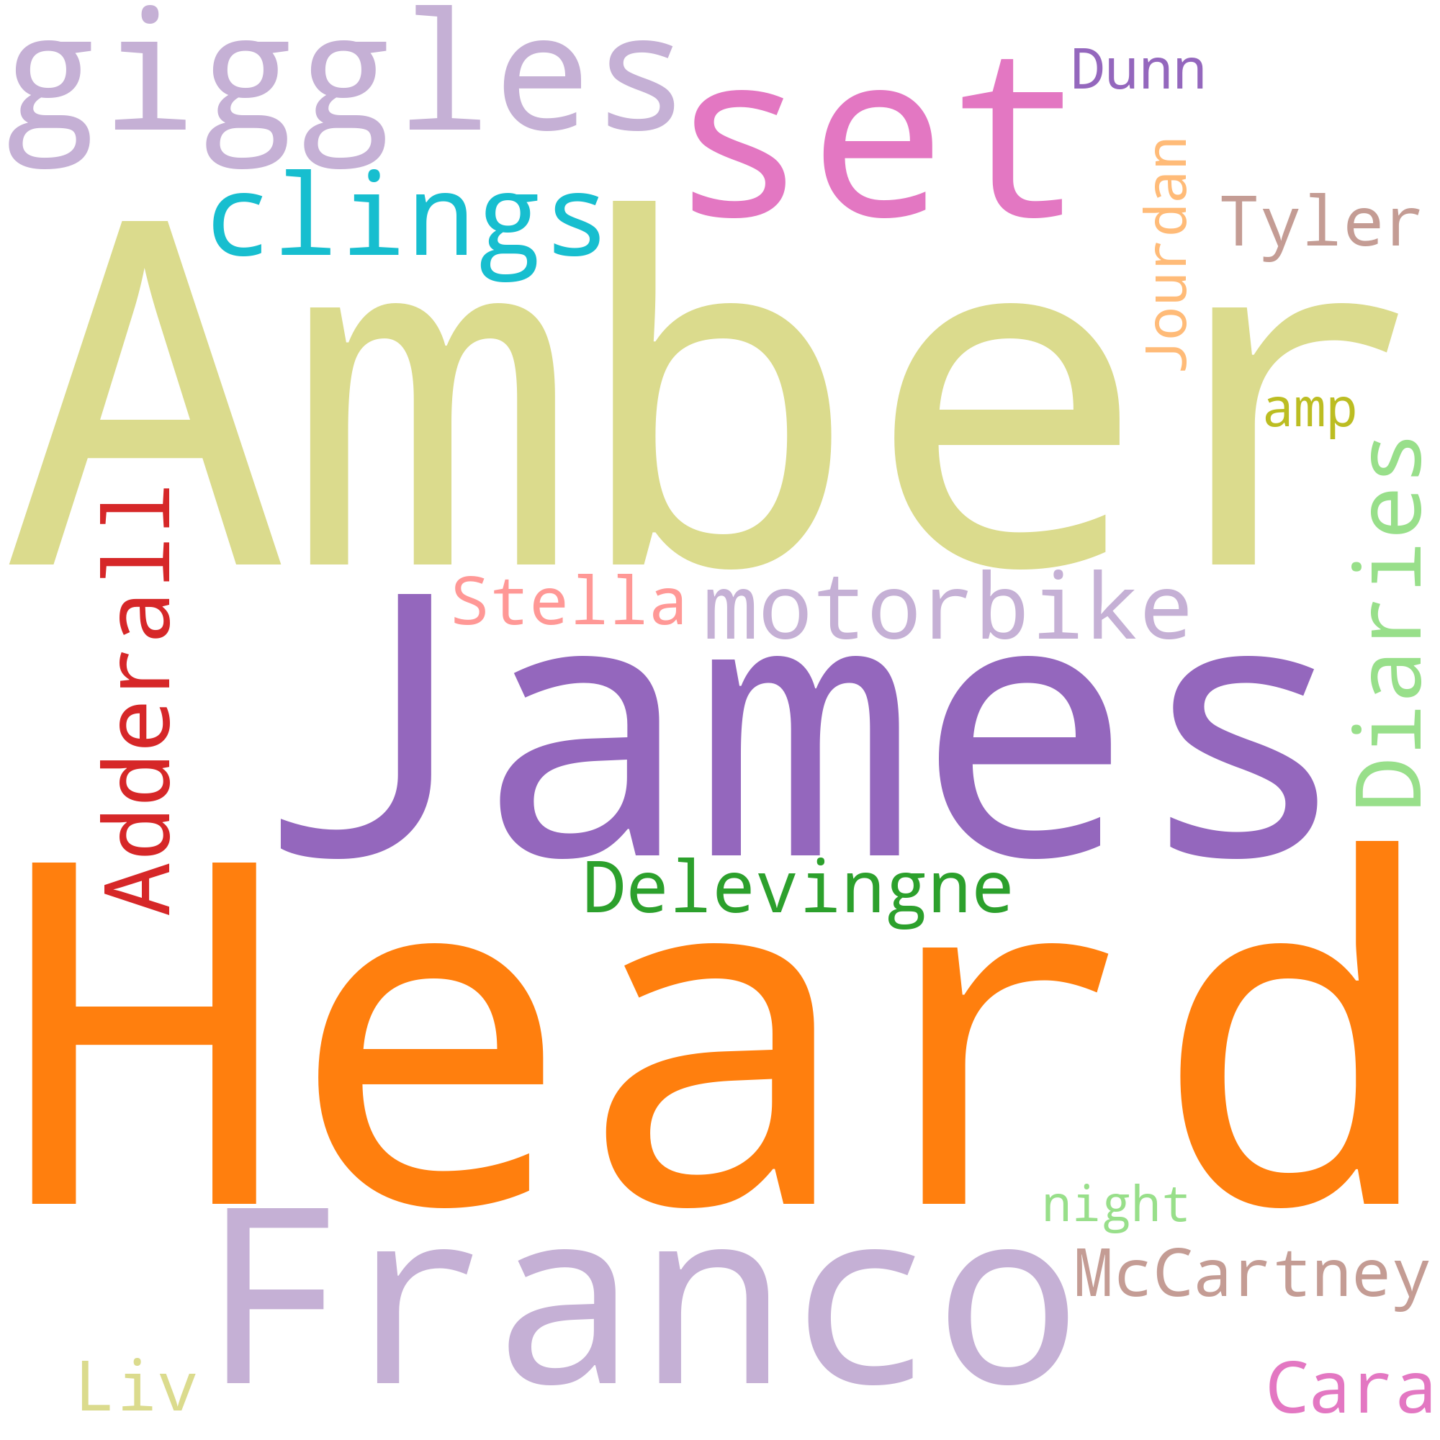 giggles
set
Dunn
clings
Jourdan
Tyler
Amber
amp
Diaries
Adderall
Stella
motorbike
James
Delevingne
Heard
night
Franco
McCartney
Liv
Cara